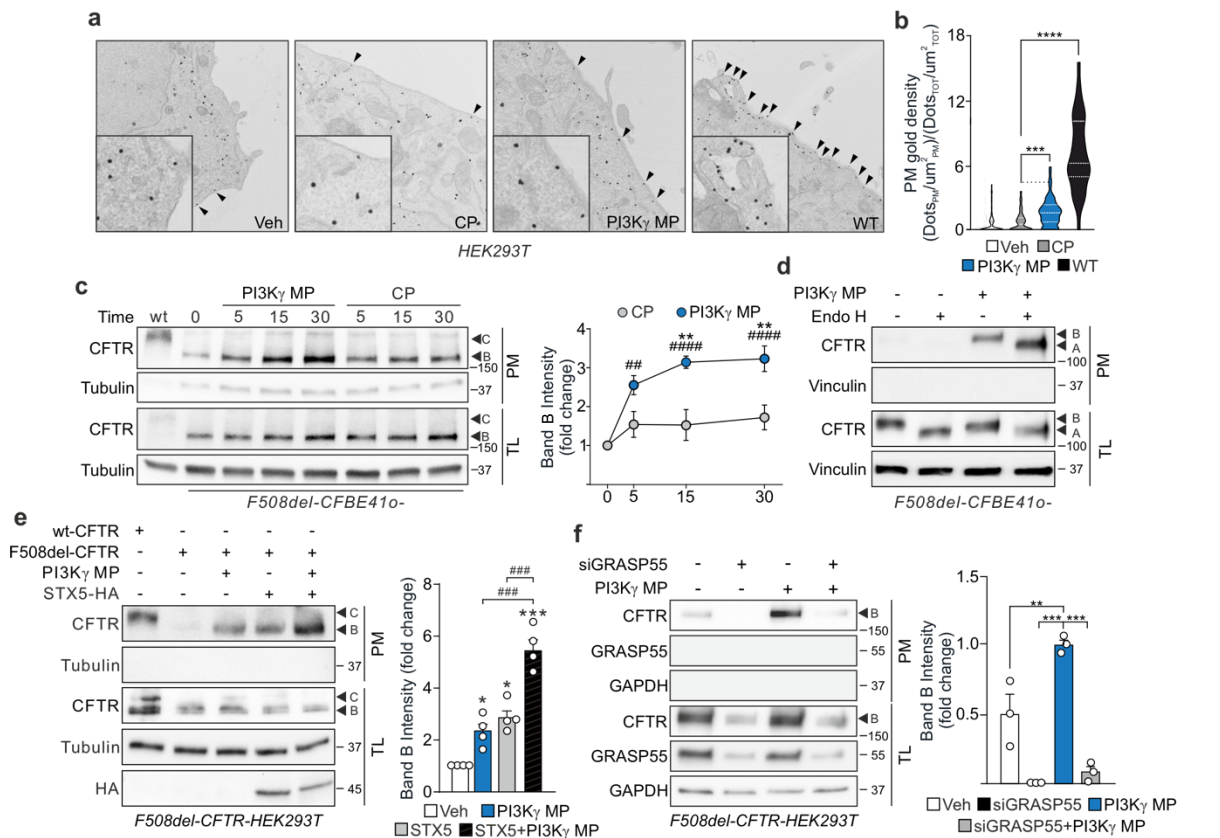 a
Veh
CP
PI3Kγ MP
WT
HEK293T
b
PM gold density
(Dots_PM/um²_PM)/(Dots_TOT/um²_TOT)
18
12
6
0
***
****
Veh CP
PI3Kγ MP WT
c
PI3Kγ MP CP
Time wt 0 5 15 30 5 15 30
CFTR C
B
150
Tubulin 37
PM
CFTR C
B
150
Tubulin 37
TL
F508del-CFBE41o-
CP PI3Kγ MP
Band B Intensity
(fold change)
4
3
2
1
##
**
####
**
####
0 5 15 30
d
PI3Kγ MP - - + +
Endo H - + - +
CFTR B
A
100
Vinculin 37
PM
CFTR B
A
100
Vinculin 37
TL
F508del-CFBE41o-
e
wt-CFTR + - - - -
F508del-CFTR - + + + +
PI3Kγ MP - - + - +
STX5-HA - - - + +
CFTR C
B
Tubulin 37
PM
CFTR C
B
Tubulin 37
HA 45
TL
F508del-CFTR-HEK293T
Band B Intensity (fold change)
8
6
4
2
0
###
###
*
*
***
Veh PI3Kγ MP
STX5 STX5+PI3Kγ MP
f
siGRASP55 - + - +
PI3Kγ MP - - + +
CFTR B
150
GRASP55 55
GAPDH 37
PM
CFTR B
GRASP55 55
GAPDH 37
TL
F508del-CFTR-HEK293T
Band B Intensity
(fold change)
1.5
1.0
0.5
**
*** ***
Veh siGRASP55 PI3Kγ MP
siGRASP55+PI3Kγ MP